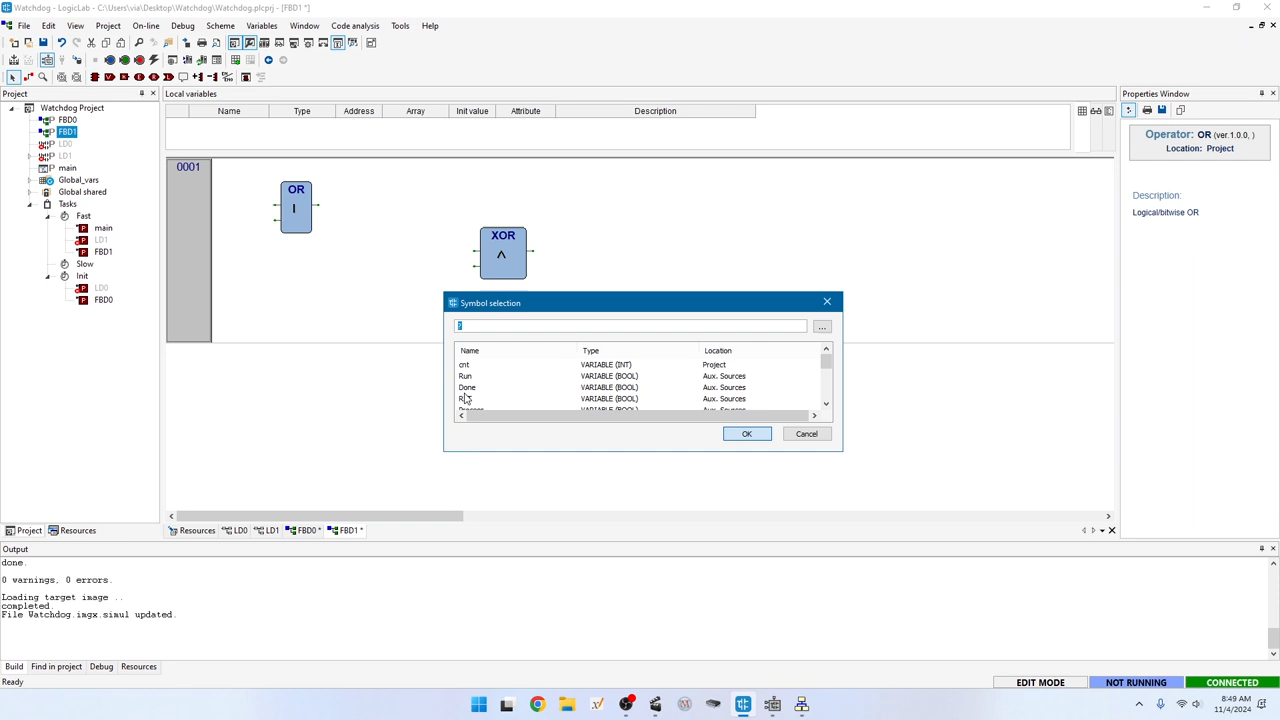 Watchdog - LogicLab - C:\Users\via\Desktop\Watchdog\Watchdog.plcprj - [FBD1 *]
File Edit View Project On-line Debug Scheme Variables Window Code analysis Tools Help
Project
Local variables
Properties Window
Watchdog Project
FBD0
FBD1
LD0
LD1
main
Global_vars
Global shared
Tasks
Fast
main
LD1
FBD1
Slow
Init
LD0
FBD0
Name Type Address Array Init value Attribute Description
0001
OR
XOR
^
Operator: OR (ver.1.0.0, )
Location: Project
Description:
Logical/bitwise OR
Symbol selection
?
...
Name Type Location
cnt VARIABLE (INT) Project
Run VARIABLE (BOOL) Aux. Sources
Done VARIABLE (BOOL) Aux. Sources
VARIABLE (BOOL) Aux. Sources
OK Cancel
Project Resources
Resources LD0 LD1 FBD0 * FBD1 *
Output
done.
0 warnings, 0 errors.
Loading target image ..
completed.
File Watchdog.imgx.simul updated.
Build Find in project Debug Resources
Ready
EDIT MODE NOT RUNNING CONNECTED
8:49 AM
11/4/2024